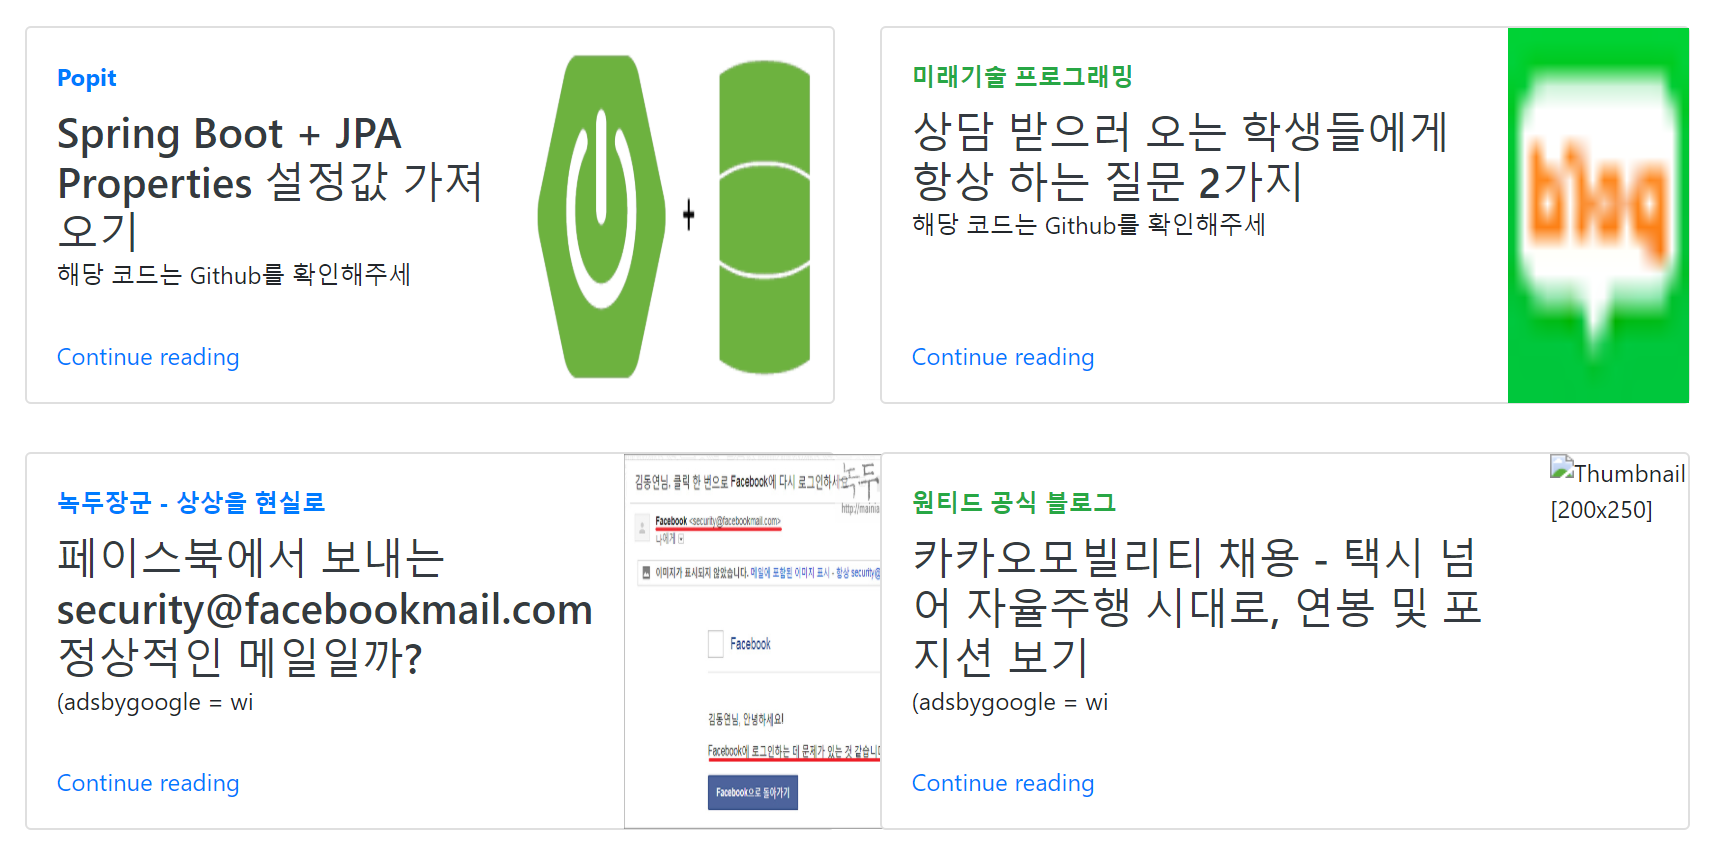 Popit
Spring Boot + JPA
Properties 설정값 가져
오기
해당 코드는 Github를 확인해주세
Continue reading
+
미래기술 프로그래밍
상담 받으러 오는 학생들에게
항상 하는 질문 2가지
해당 코드는 Github를 확인해주세
Continue reading
blog
녹두장군 - 상상을 현실로
페이스북에서 보내는
security@facebookmail.com
정상적인 메일일까?
(adsbygoogle = wi
Continue reading
김동연님, 클릭 한 번으로 Facebook에 다시 로그인하세요
녹두
http://mainia
Facebook <security@facebookmail.com>
나에게
이미지가 표시되지 않았습니다. 메일에 포함된 이미지 표시 - 항상 security@
Facebook
김동연님, 안녕하세요!
Facebook에 로그인하는 데 문제가 있는 것 같습니다
Facebook으로 돌아가기
원티드 공식 블로그
카카오모빌리티 채용 - 택시 넘
어 자율주행 시대로, 연봉 및 포
지션 보기
(adsbygoogle = wi
Continue reading
Thumbnail
[200x250]